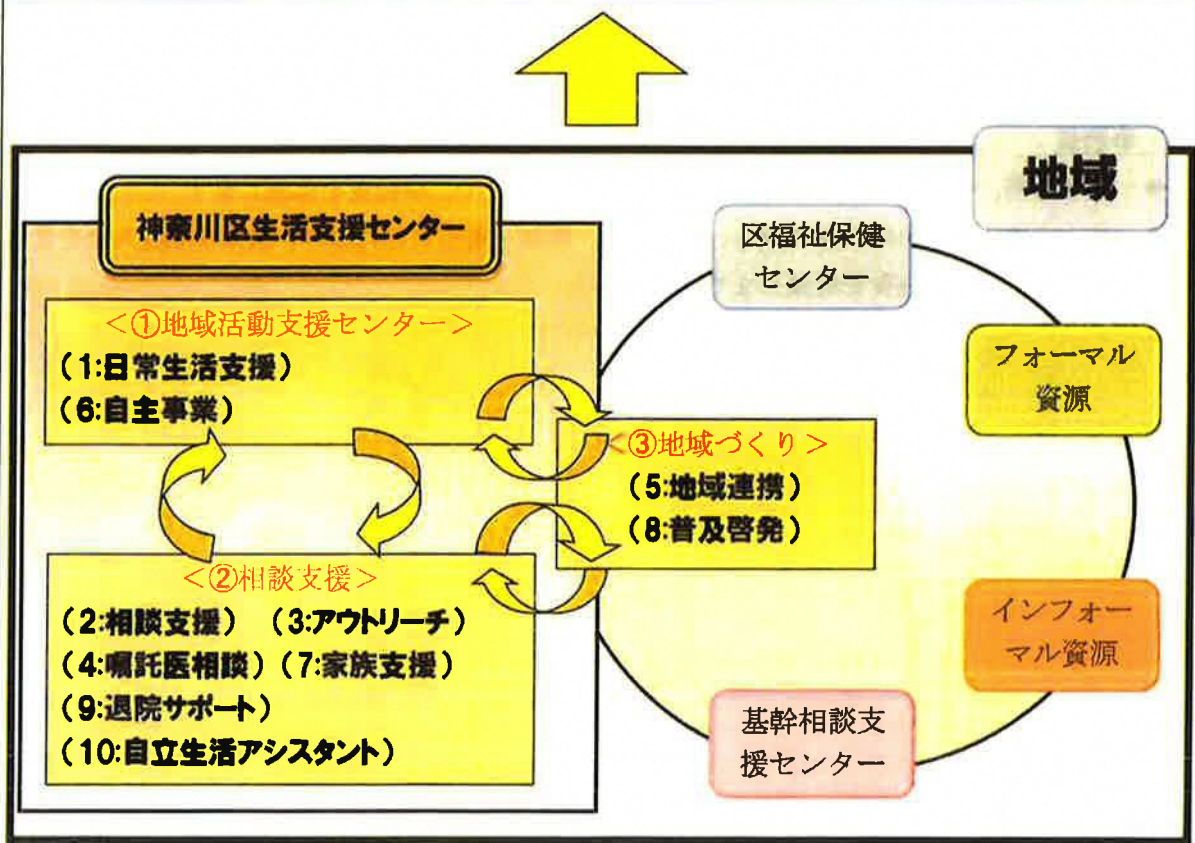 地域
神奈川区生活支援センター
＜①地域活動支援センター＞
（1:日常生活支援）
（6:自主事業）
＜②相談支援＞
（2:相談支援） （3:アウトリーチ）
（4:嘱託医相談）（7:家族支援）
（9:退院サポート）
（10:自立生活アシスタント）
＜③地域づくり＞
（5:地域連携）
（8:普及啓発）
区福祉保健
センター
フォーマル
資源
インフォー
マル資源
基幹相談支
援センター